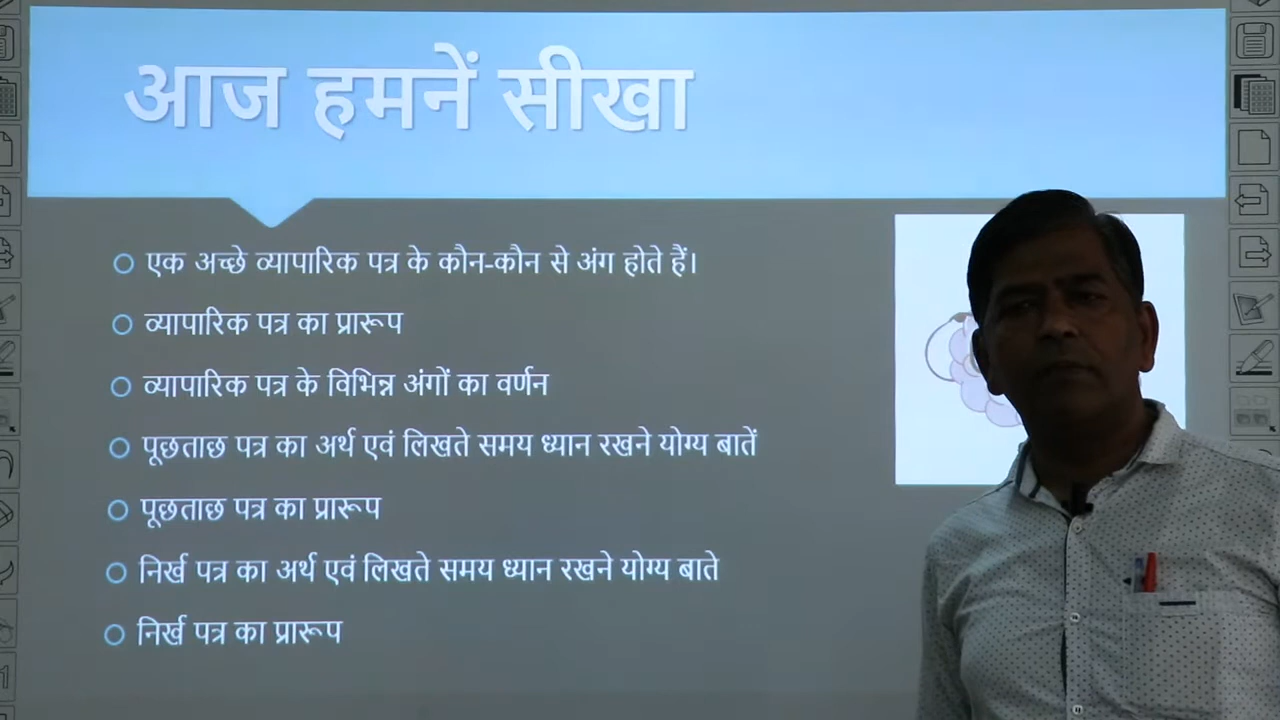 आज हमनें सीखा
एक अच्छे व्यापारिक पत्र के कौन-कौन से अंग होते हैं।
व्यापारिक पत्र का प्रारूप
व्यापारिक पत्र के विभिन्न अंगों का वर्णन
पूछताछ पत्र का अर्थ एवं लिखते समय ध्यान रखने योग्य बातें
पूछताछ पत्र का प्रारूप
निर्ख पत्र का अर्थ एवं लिखते समय ध्यान रखने योग्य बाते
निर्ख पत्र का प्रारूप